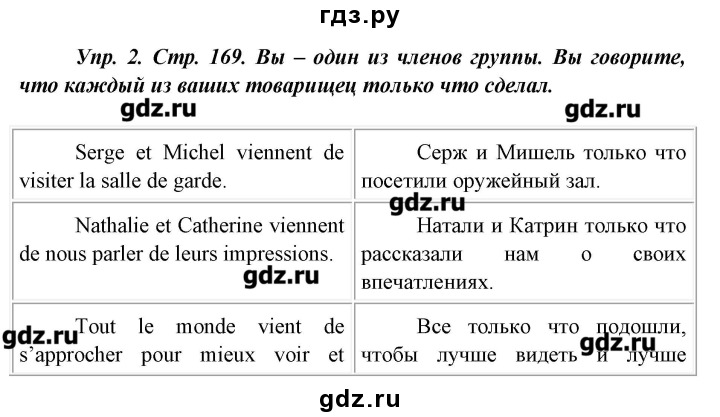 гдз.ру
Упр. 2. Стр. 169. Вы – один из членов группы. Вы говорите,
что каждый из ваших товарищец только что сделал.
gdz.ru
gdz.ru
Serge et Michel viennent de
visiter la salle de garde.
Серж и Мишель только что
посетили оружейный зал.
gdz.ru
Nathalie et Catherine viennent
de nous parler de leurs impressions.
Натали и Катрин только что
рассказали нам о своих
впечатлениях.
gdz.ru
gdz.ru
Tout le monde vient de
s’approcher pour mieux voir et
Все только что подошли,
чтобы лучше видеть и лучше
gdz.ru
gdz.ru